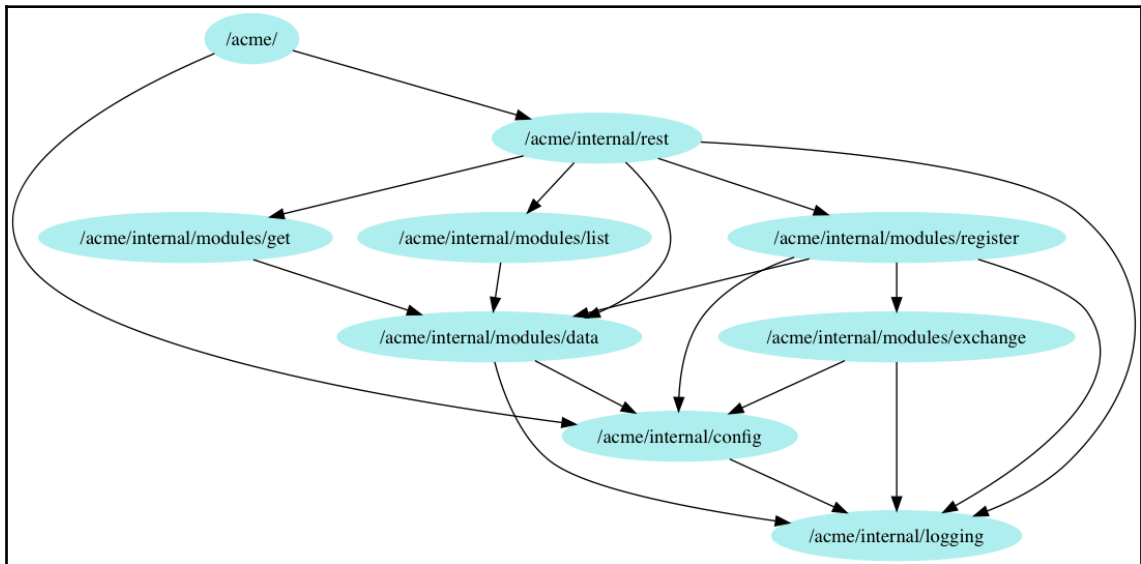 /acme/
/acme/internal/rest
/acme/internal/modules/get
/acme/internal/modules/list
/acme/internal/modules/register
/acme/internal/modules/data
/acme/internal/modules/exchange
/acme/internal/config
/acme/internal/logging